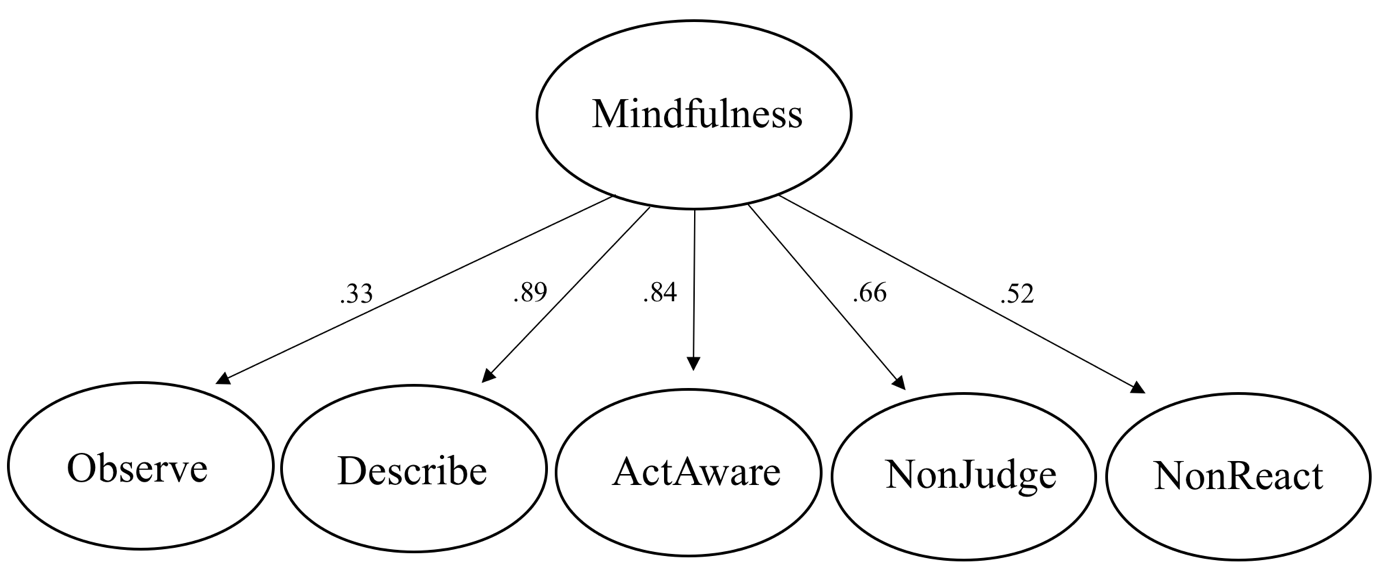 Mindfulness
.33
.89
.84
.66
.52
Observe
Describe
ActAware
NonJudge
NonReact